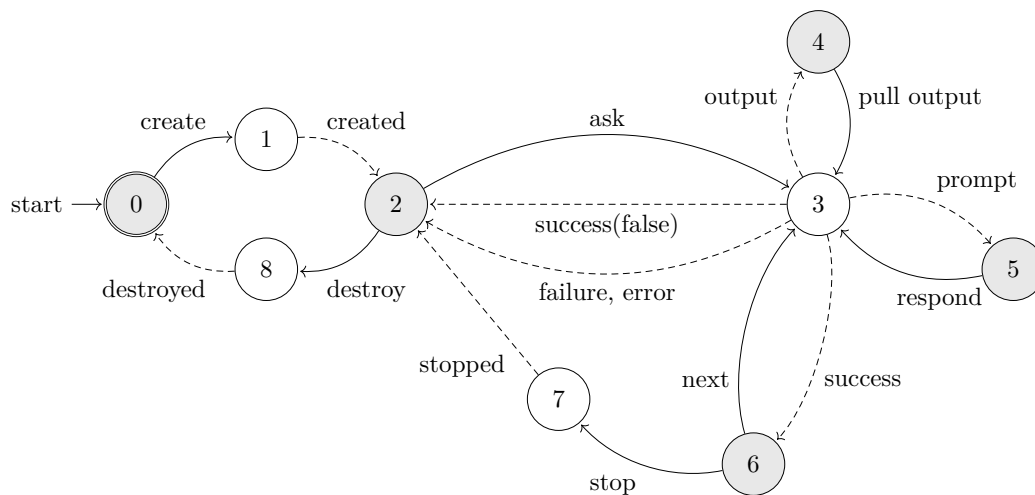 4
output
pull output
create
1
created
ask
prompt
start
0
2
3
success(false)
5
8
destroyed
destroy
failure, error
respond
stopped
next
success
7
6
stop